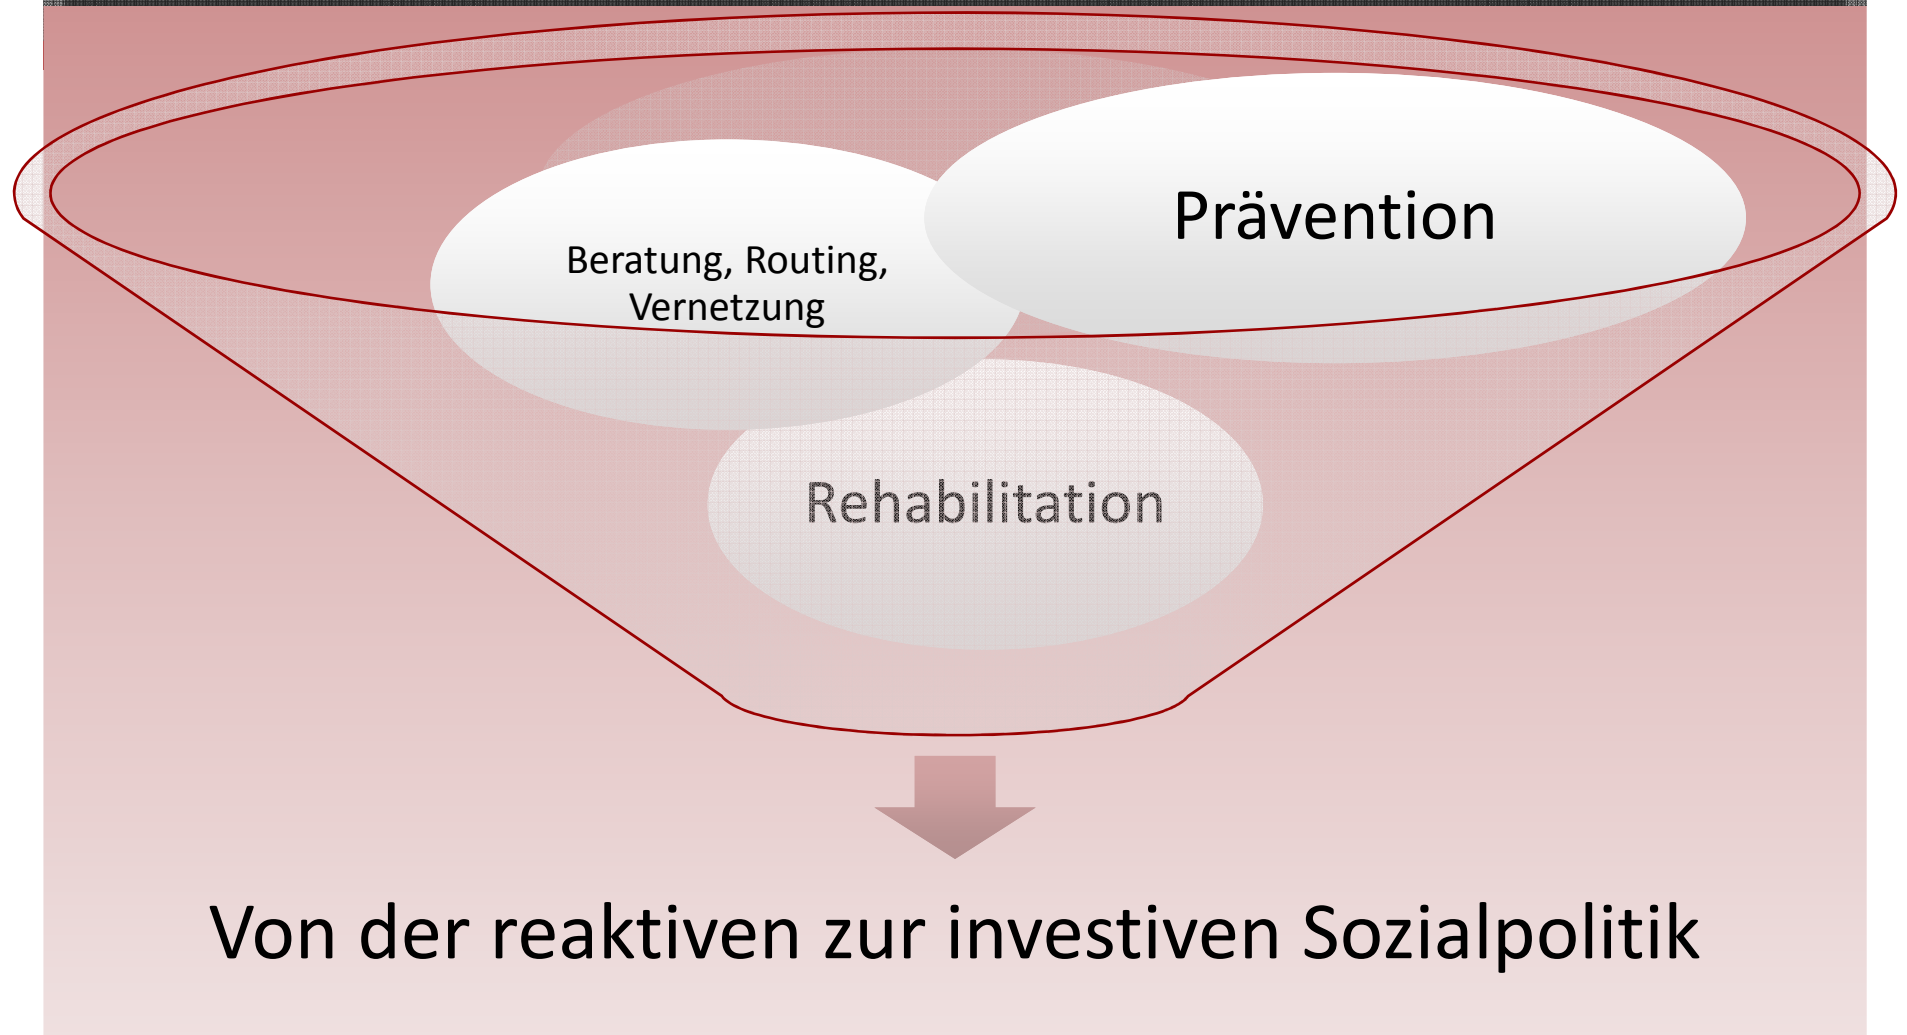 Prävention
Beratung, Routing,
Vernetzung
Rehabilitation
Von der reaktiven zur investiven Sozialpolitik